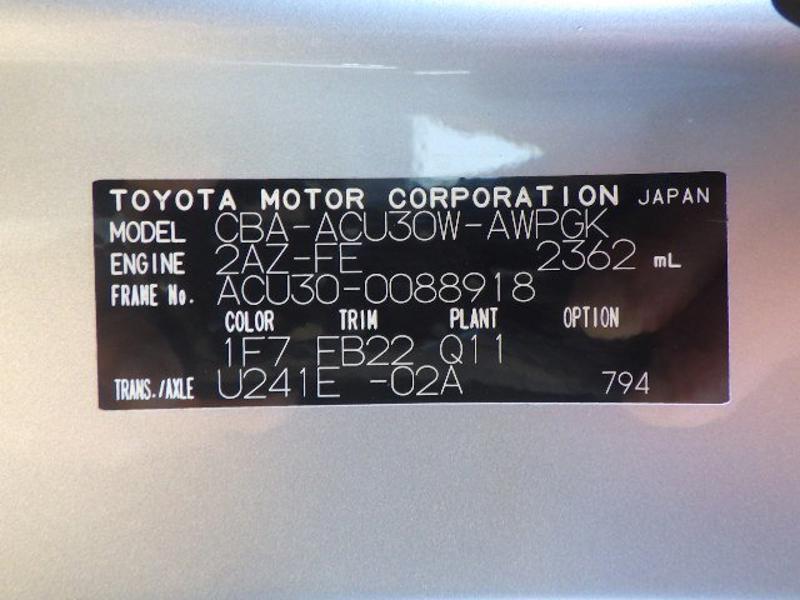 TOYOTA MOTOR CORPORATION JAPAN
MODEL CBA-ACU30W-AWPGK
ENGINE 2AZ-FE 2362 mL
FRAME No. ACU30-0088918
COLOR TRIM PLANT OPTION
1F7 FB22 Q11
TRANS./AXLE U241E -02A 794